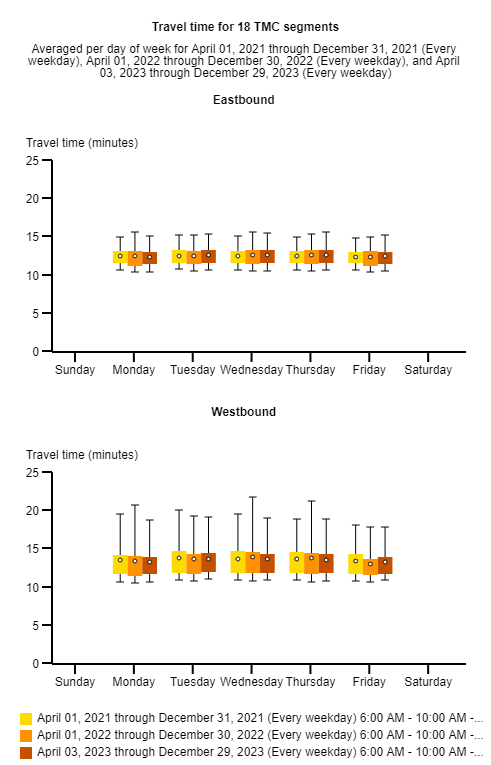 Travel time for 18 TMC segments
Averaged per day of week for April 01, 2021 through December 31, 2021 (Every
weekday), April 01, 2022 through December 30, 2022 (Every weekday), and April
03, 2023 through December 29, 2023 (Every weekday)
Eastbound
Travel time (minutes)
25
20
15
10
5
0
Sunday Monday Tuesday Wednesday Thursday Friday Saturday
Westbound
Travel time (minutes)
25
20
15
10
5
0
Sunday Monday Tuesday Wednesday Thursday Friday Saturday
April 01, 2021 through December 31, 2021 (Every weekday) 6:00 AM - 10:00 AM -...
April 01, 2022 through December 30, 2022 (Every weekday) 6:00 AM - 10:00 AM -...
April 03, 2023 through December 29, 2023 (Every weekday) 6:00 AM - 10:00 AM -...